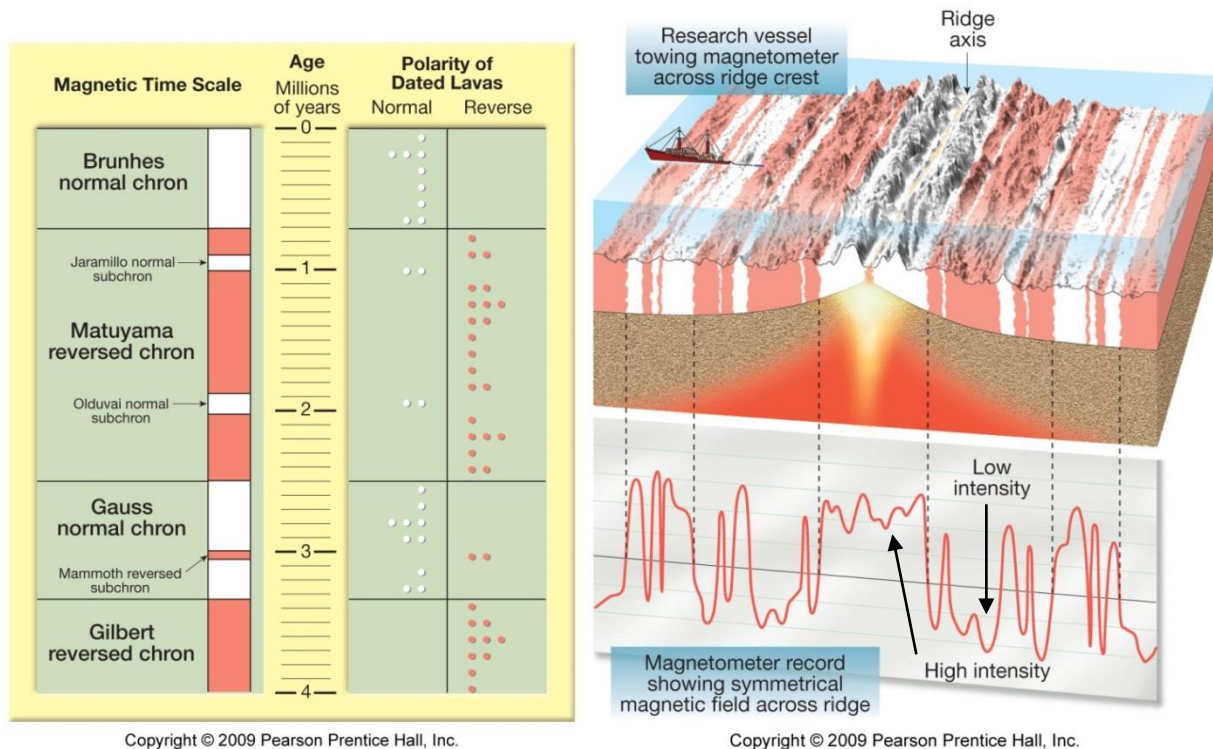 Magnetic Time Scale
Age
Millions
of years
Polarity of
Dated Lavas
Normal
Reverse
0
Brunhes
normal chron
Jaramillo normal
subchron
1
Matuyama
reversed chron
Olduvai normal
subchron
2
Gauss
normal chron
3
Mammoth reversed
subchron
Gilbert
reversed chron
4
Copyright © 2009 Pearson Prentice Hall, Inc.
Research vessel
towing magnetometer
across ridge crest
Ridge
axis
Low
intensity
High intensity
Magnetometer record
showing symmetrical
magnetic field across ridge
Copyright © 2009 Pearson Prentice Hall, Inc.